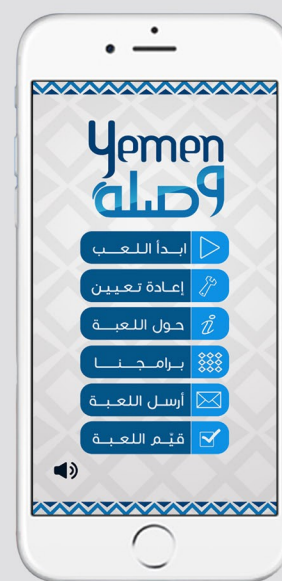 Yemen
وصلة
ابدأ اللعب
إعادة تعيين
حول اللعبة
برامجنا
أرسل اللعبة
قيّم اللعبة